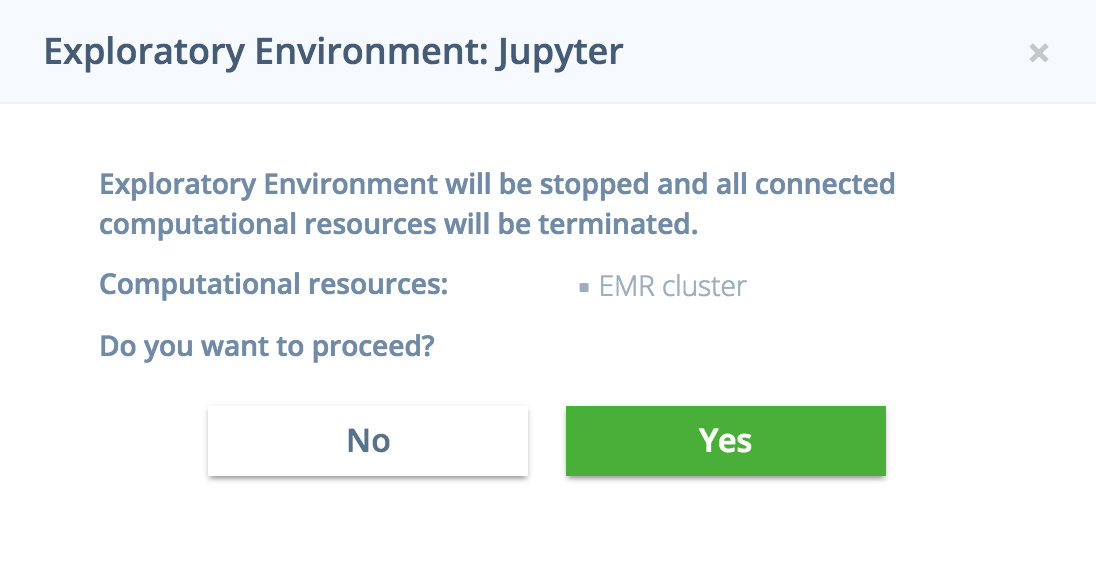 Exploratory Environment: Jupyter ×
Exploratory Environment will be stopped and all connected
computational resources will be terminated.
Computational resources: ▪ EMR cluster
Do you want to proceed?
No Yes